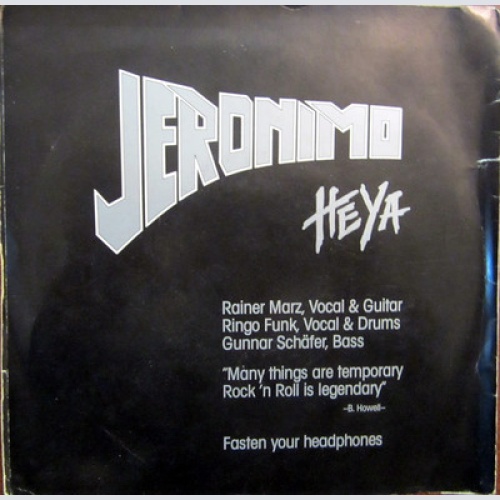 JERONIMO
HEYA
Rainer Marz, Vocal & Guitar
Ringo Funk, Vocal & Drums
Gunnar Schäfer, Bass
"Many things are temporary
Rock 'n Roll is legendary"
–B. Howell–
Fasten your headphones